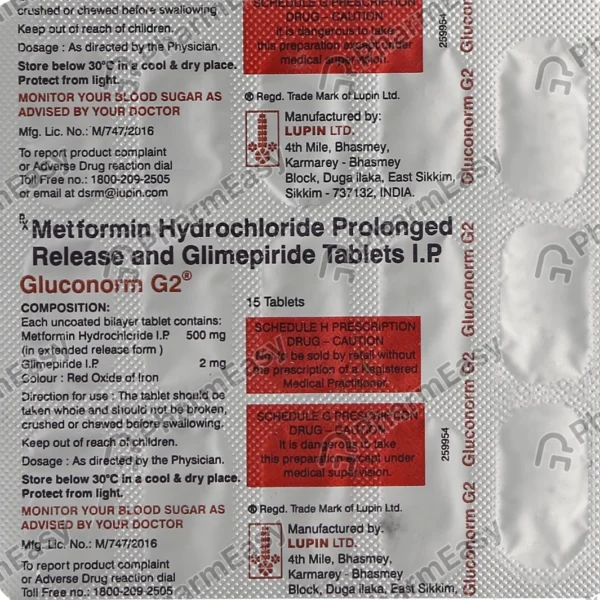 crushed or chewed before swallowing
Keep out of reach of children.
Dosage : As directed by the Physician.
Store below 30°C in a cool & dry place.
Protect from light.
MONITOR YOUR BLOOD SUGAR AS
ADVISED BY YOUR DOCTOR
Mfg. Lic. No.: M/747/2016
To report product complaint
or Adverse Drug reaction dial
Toll Free no.: 1800-209-2505
or email at dsrm@lupin.com
SCHEDULE G PRESCRIPTION
DRUG – CAUTION
It is dangerous to take
this preparation except under
medical supervision.
® Regd. Trade Mark of Lupin Ltd.
Manufactured by:
LUPIN LTD.
4th Mile, Bhasmey,
Karmarey - Bhasmey
Block, Duga ilaka, East Sikkim,
Sikkim - 737132, INDIA.
259954
Gluconorm G2
Rx Metformin Hydrochloride Prolonged
Release and Glimepiride Tablets I.P.
Gluconorm G2®
15 Tablets
COMPOSITION:
Each uncoated bilayer tablet contains:
Metformin Hydrochloride I.P. 500 mg
(in extended release form )
Glimepiride I.P. 2 mg
Colour : Red Oxide of Iron
Direction for use : The tablet should be
taken whole and should not be broken,
crushed or chewed before swallowing.
Keep out of reach of children.
Dosage : As directed by the Physician.
Store below 30°C in a cool & dry place.
Protect from light.
MONITOR YOUR BLOOD SUGAR AS
ADVISED BY YOUR DOCTOR
Mfg. Lic. No.: M/747/2016
To report product complaint
or Adverse Drug reaction dial
Toll Free no.: 1800-209-2505
SCHEDULE H PRESCRIPTION
DRUG – CAUTION
Not to be sold by retail without
the prescription of a Registered
Medical Practitioner.
SCHEDULE G PRESCRIPTION
DRUG – CAUTION
It is dangerous to take
this preparation except under
medical supervision.
® Regd. Trade Mark of Lupin Ltd.
Manufactured by:
LUPIN LTD.
4th Mile, Bhasmey,
Karmarey - Bhasmey
Block, Duga ilaka, East Sikkim,
Gluconorm G2
259954
Gluconorm G2
Gluconorm G2
PharmEasy
PharmEasy
PharmEasy